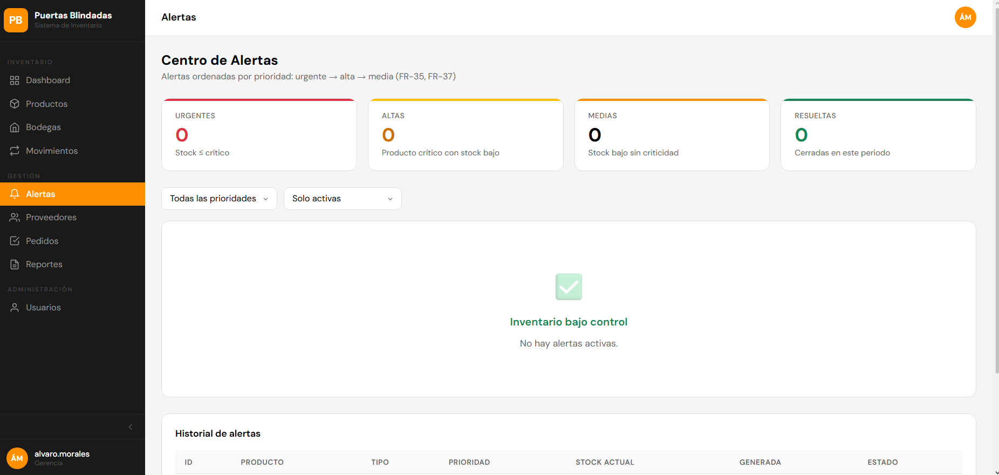 PB
Puertas Blindadas
Sistema de Inventario
INVENTARIO
Dashboard
Productos
Bodegas
Movimientos
GESTIÓN
Alertas
Proveedores
Pedidos
Reportes
ADMINISTRACIÓN
Usuarios
ÁM
alvaro.morales
Gerencia
Alertas
ÁM
Centro de Alertas
Alertas ordenadas por prioridad: urgente → alta → media (FR-35, FR-37)
URGENTES
0
Stock ≤ crítico
ALTAS
0
Producto crítico con stock bajo
MEDIAS
0
Stock bajo sin criticidad
RESUELTAS
0
Cerradas en este periodo
Todas las prioridades
Solo activas
Inventario bajo control
No hay alertas activas.
Historial de alertas
ID PRODUCTO TIPO PRIORIDAD STOCK ACTUAL GENERADA ESTADO